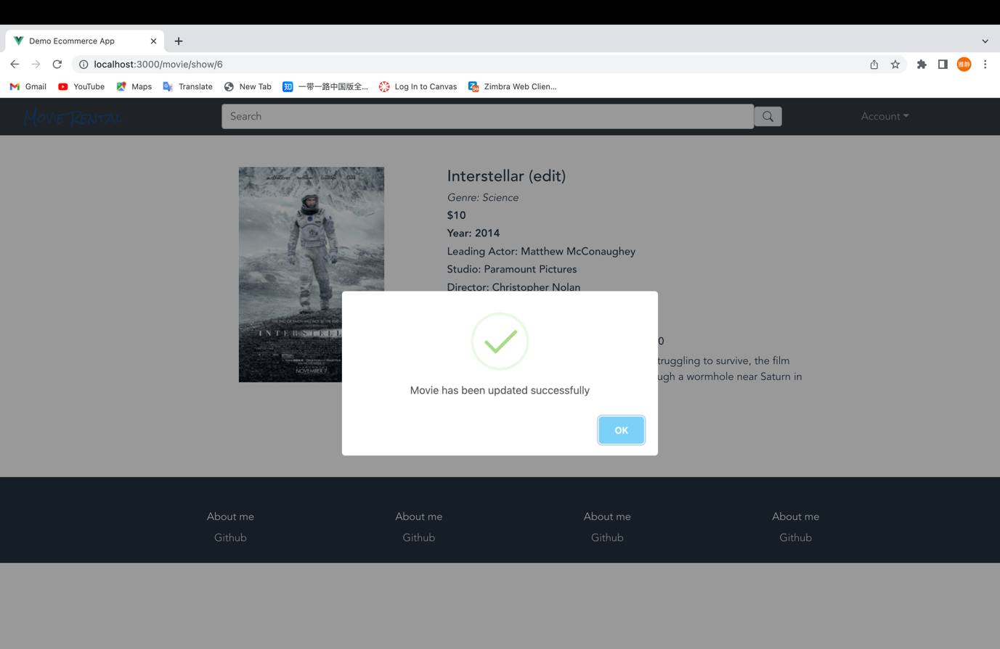 Demo Ecommerce App
localhost:3000/movie/show/6
雅静
Gmail
YouTube
Maps
Translate
New Tab
知
一带一路中国版全...
Log In to Canvas
Zimbra Web Clien...
Movie Rental
Search
Account
Interstellar (edit)
Genre: Science
$10
Year: 2014
Leading Actor: Matthew McConaughey
Studio: Paramount Pictures
Director: Christopher Nolan
INTERSTELL
NOVEMBER 7
0
truggling to survive, the film
ugh a wormhole near Saturn in
Movie has been updated successfully
OK
About me About me About me About me
Github Github Github Github